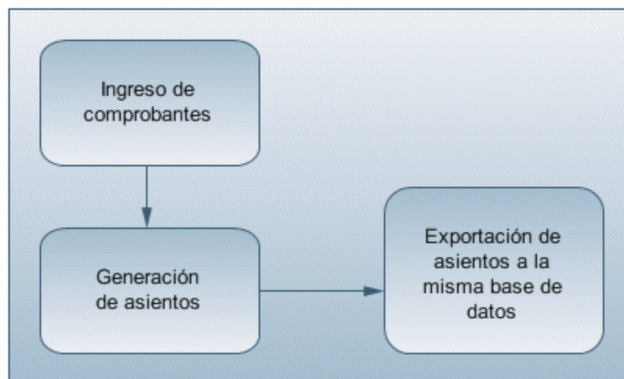 Ingreso de
comprobantes
Generación
de asientos
Exportación de
asientos a la
misma base de
datos